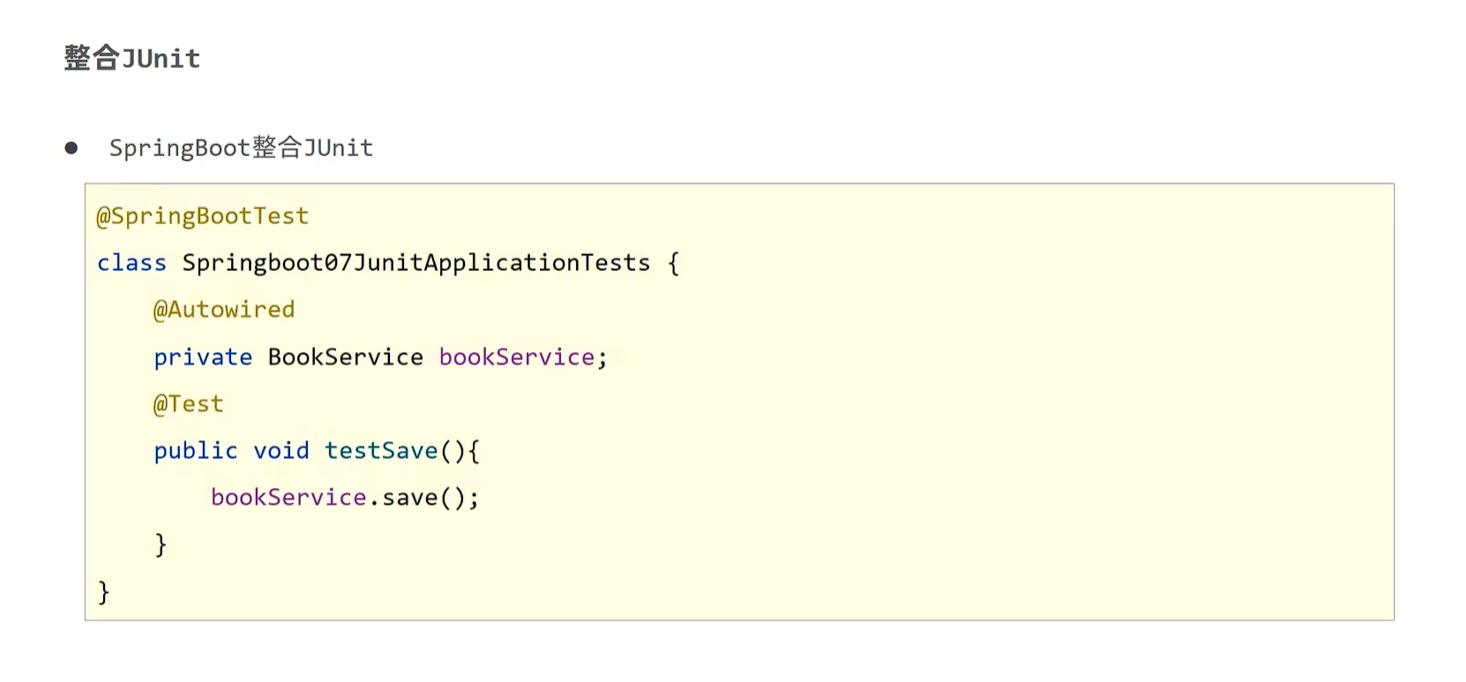 整合JUnit
● SpringBoot整合JUnit
@SpringBootTest
class Springboot07JunitApplicationTests {
    @Autowired
    private BookService bookService;
    @Test
    public void testSave(){
        bookService.save();
    }
}